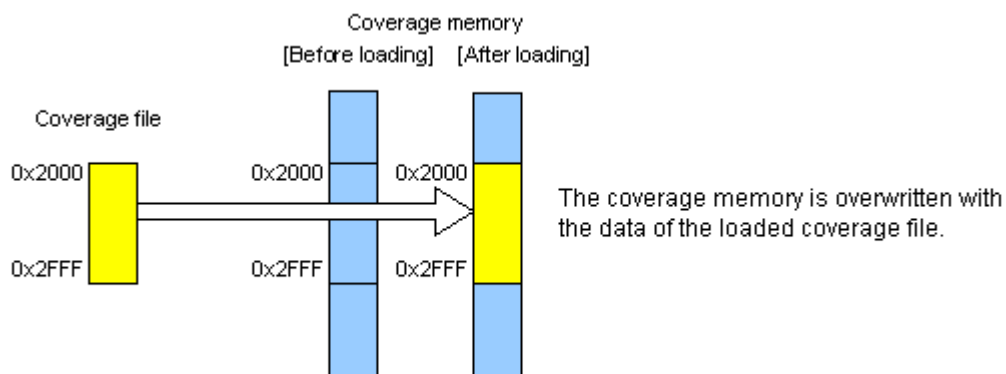 Coverage memory
[Before loading] [After loading]
Coverage file
0x2000 0x2000 0x2000
The coverage memory is overwritten with
the data of the loaded coverage file.
0x2FFF 0x2FFF 0x2FFF